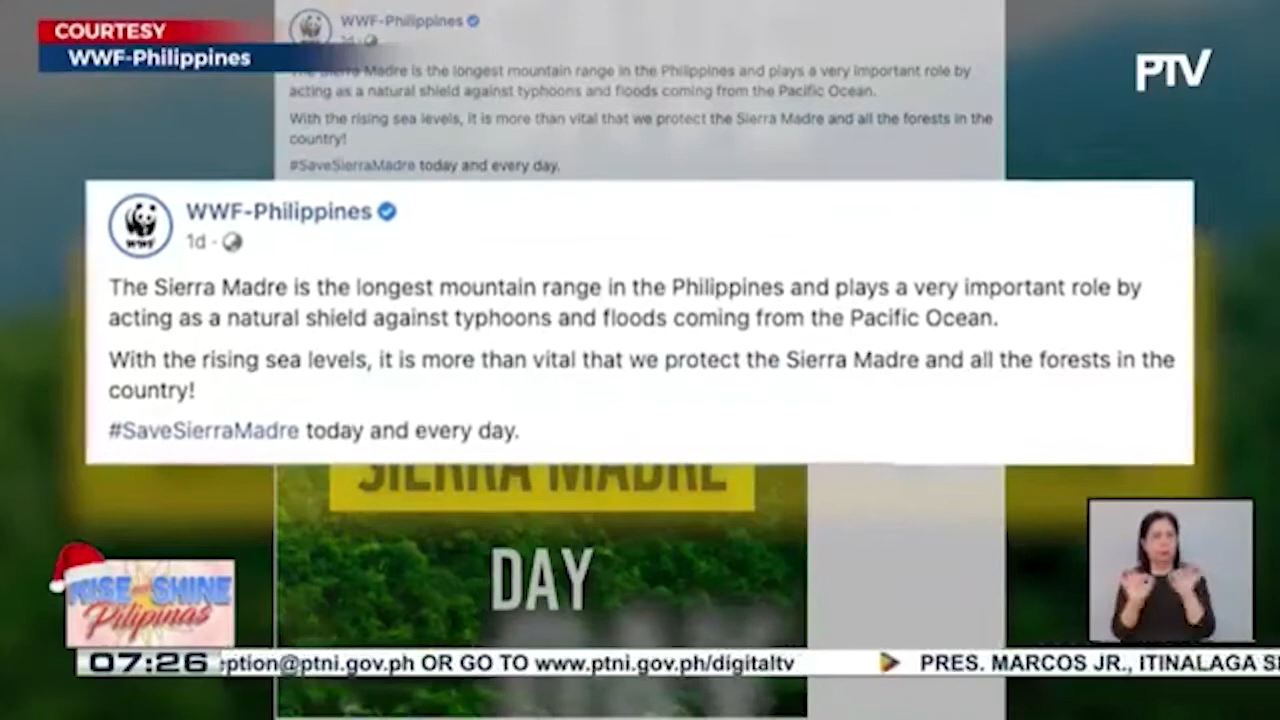 COURTESY
WWF-Philippines
PTV
WWF-Philippines
1d
Sierra Madre is the longest mountain range in the Philippines and plays a very important role by
acting as a natural shield against typhoons and floods coming from the Pacific Ocean.
With the rising sea levels, it is more than vital that we protect the Sierra Madre and all the forests in the
country!
#SaveSierraMadre today and every day.
WWF
WWF-Philippines
1d ·
The Sierra Madre is the longest mountain range in the Philippines and plays a very important role by
acting as a natural shield against typhoons and floods coming from the Pacific Ocean.
With the rising sea levels, it is more than vital that we protect the Sierra Madre and all the forests in the
country!
#SaveSierraMadre today and every day.
SIERRA MADRE
DAY
RISE and SHINE
Pilipinas
07:26
ption@ptni.gov.ph OR GO TO www.ptni.gov.ph/digitaltv
PRES. MARCOS JR., ITINALAGA